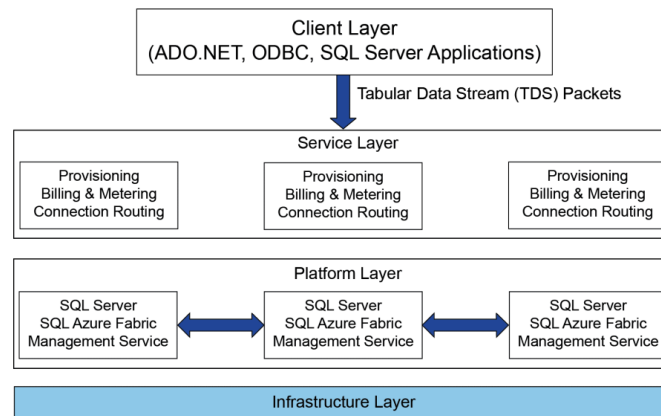 Client Layer
(ADO.NET, ODBC, SQL Server Applications)
Tabular Data Stream (TDS) Packets
Service Layer
Provisioning
Billing & Metering
Connection Routing
Provisioning
Billing & Metering
Connection Routing
Provisioning
Billing & Metering
Connection Routing
Platform Layer
SQL Server
SQL Azure Fabric
Management Service
SQL Server
SQL Azure Fabric
Management Service
SQL Server
SQL Azure Fabric
Management Service
Infrastructure Layer